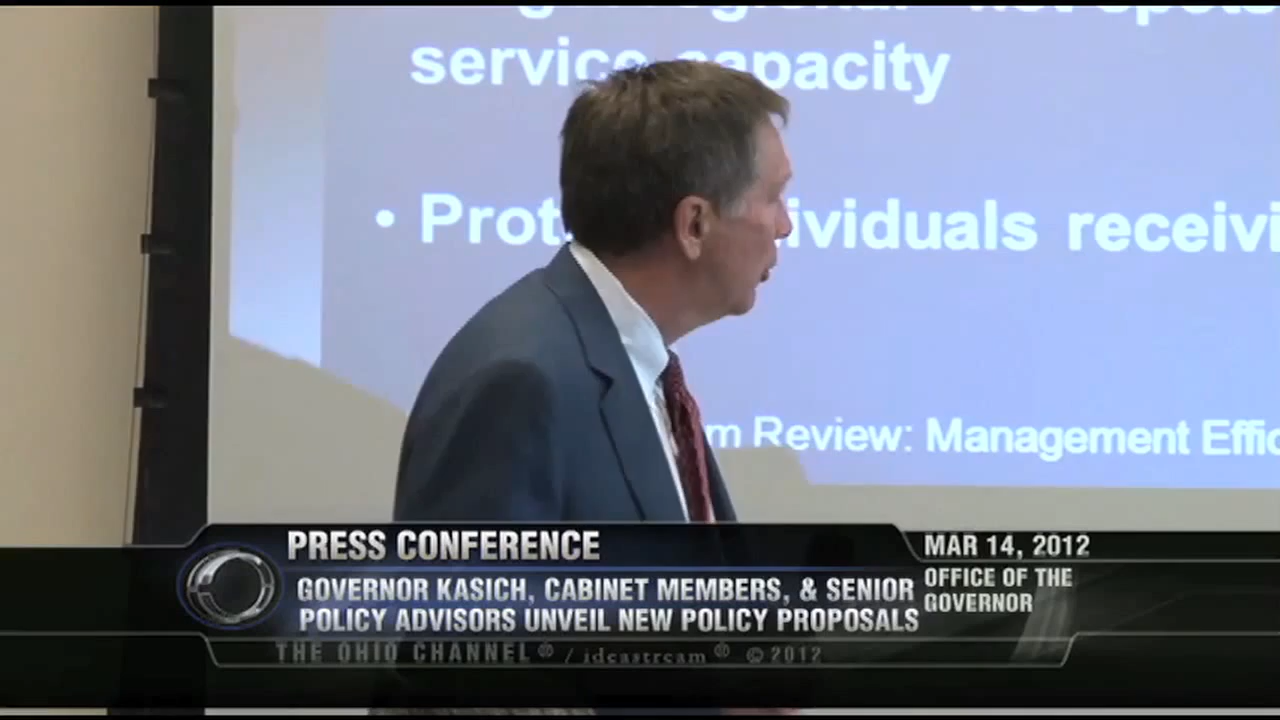 service capacity
• Prot ividuals receivi
m Review: Management Effic
PRESS CONFERENCE
MAR 14, 2012
GOVERNOR KASICH, CABINET MEMBERS, & SENIOR
POLICY ADVISORS UNVEIL NEW POLICY PROPOSALS
OFFICE OF THE
GOVERNOR
THE OHIO CHANNEL® / ideastream® ©2012